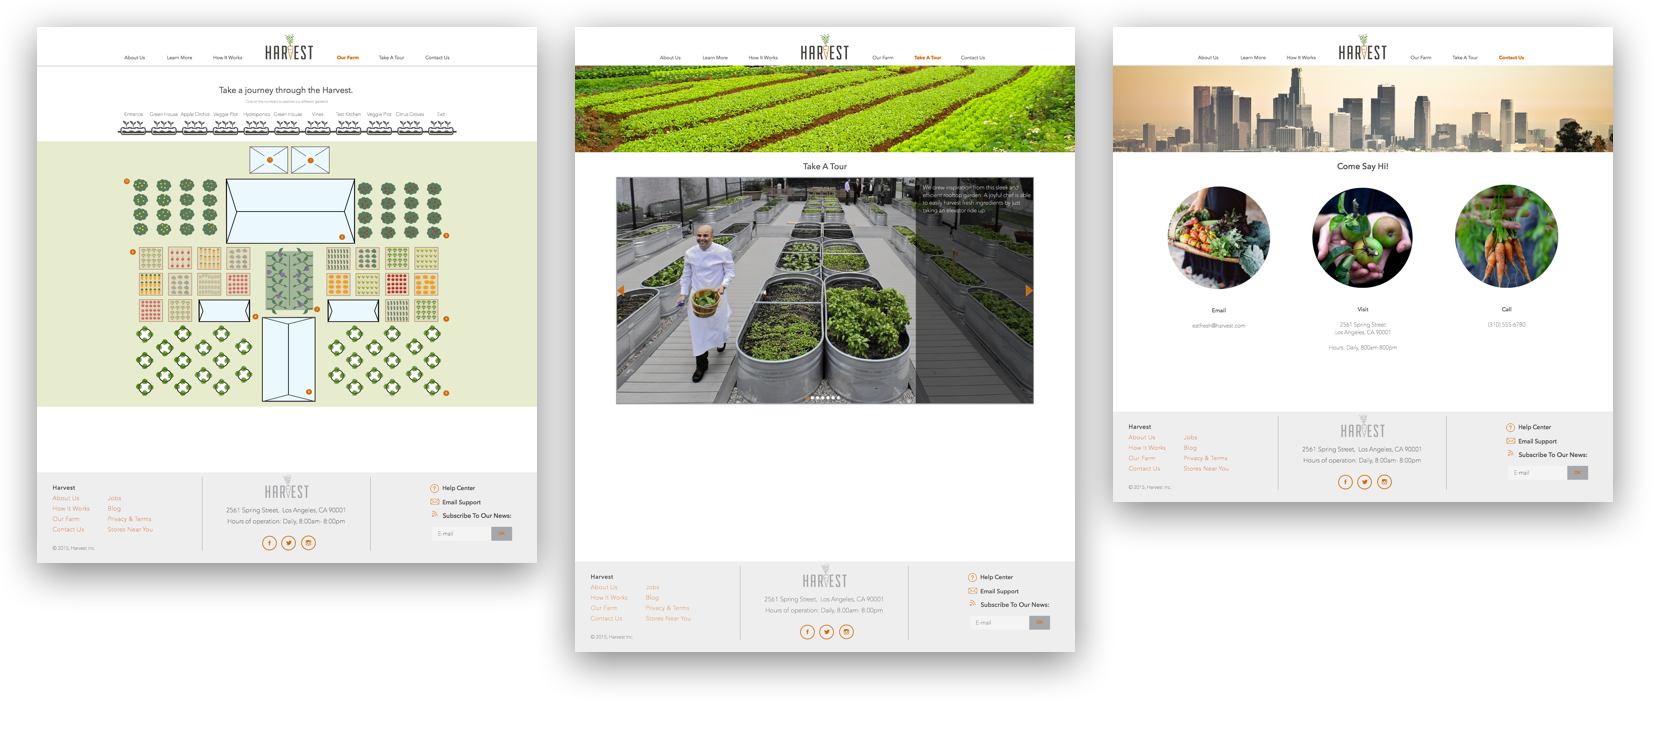 About Us Learn More How It Works HARVEST Our Farm Take A Tour Contact Us
Take a journey through the Harvest.
Click on the numbers to explore our different gardens
Entrance Green House Apple Orchid Veggie Plot Hydroponics Green House Vines Test Kitchen Veggie Plot Citrus Groves Exit
Harvest
About Us Jobs
How It Works Blog
Our Farm Privacy & Terms
Contact Us Stores Near You
© 2015, Harvest Inc.
HARVEST
2561 Spring Street, Los Angeles, CA 90001
Hours of operation: Daily, 8:00am- 8:00pm
Help Center
Email Support
Subscribe To Our News:
E-mail OK
About Us Learn More How It Works HARVEST Our Farm Take A Tour Contact Us
Take A Tour
We drew inspiration from this sleek and
efficient rooftop garden. A joyful chef is able
to easily harvest fresh ingredients by just
taking an elevator ride up.
Harvest
About Us Jobs
How It Works Blog
Our Farm Privacy & Terms
Contact Us Stores Near You
© 2015, Harvest Inc.
HARVEST
2561 Spring Street, Los Angeles, CA 90001
Hours of operation: Daily, 8:00am- 8:00pm
Help Center
Email Support
Subscribe To Our News:
E-mail OK
About Us Learn More How It Works HARVEST Our Farm Take A Tour Contact Us
Come Say Hi!
Email
eatfresh@harvest.com
Visit
2561 Spring Street
Los Angeles, CA 90001
Hours: Daily, 800am-800pm
Call
(310) 555-6780
Harvest
About Us Jobs
How It Works Blog
Our Farm Privacy & Terms
Contact Us Stores Near You
© 2015, Harvest Inc.
HARVEST
2561 Spring Street, Los Angeles, CA 90001
Hours of operation: Daily, 8:00am- 8:00pm
Help Center
Email Support
Subscribe To Our News:
E-mail OK